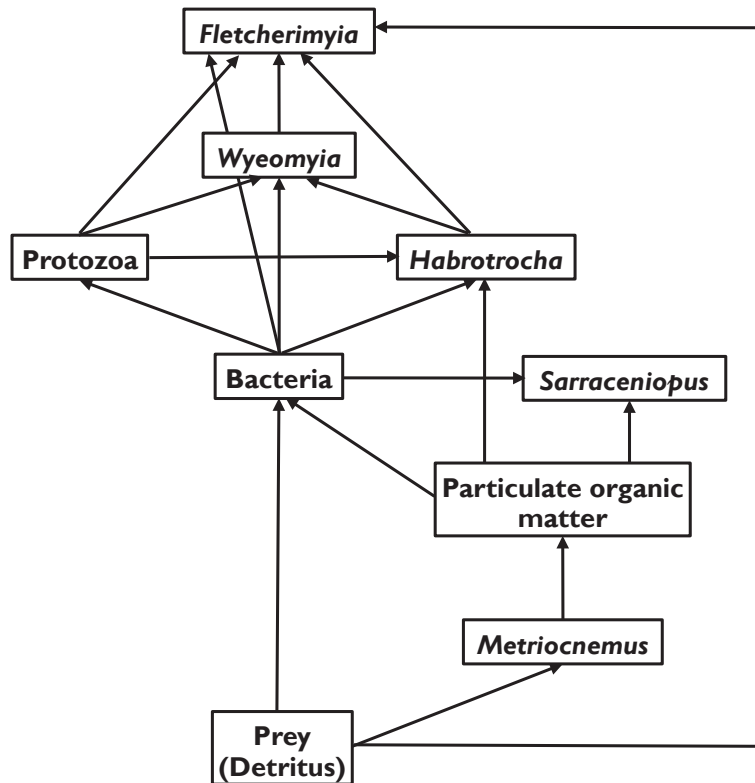 Fletcherimyia
Wyeomyia
Protozoa
Habrotrocha
Bacteria
Sarraceniopus
Particulate organic
matter
Metriocnemus
Prey
(Detritus)